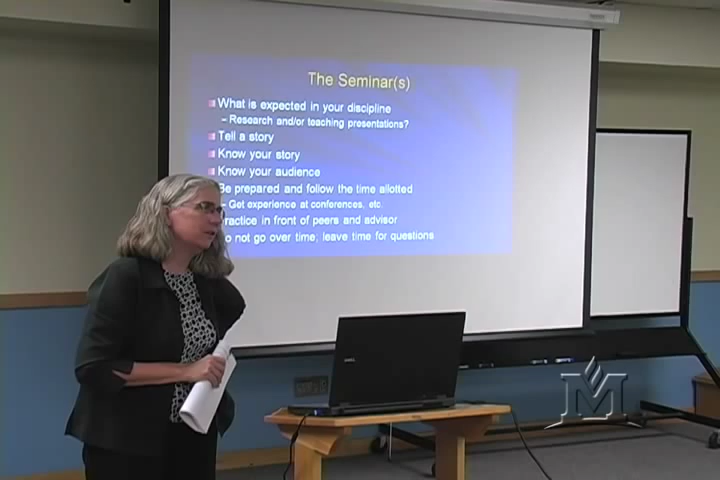 The Seminar(s)
What is expected in your discipline
– Research and/or teaching presentations?
Tell a story
Know your story
Know your audience
Be prepared and follow the time allotted
– Get experience at conferences, etc.
ractice in front of peers and advisor
o not go over time; leave time for questions
DELL
M